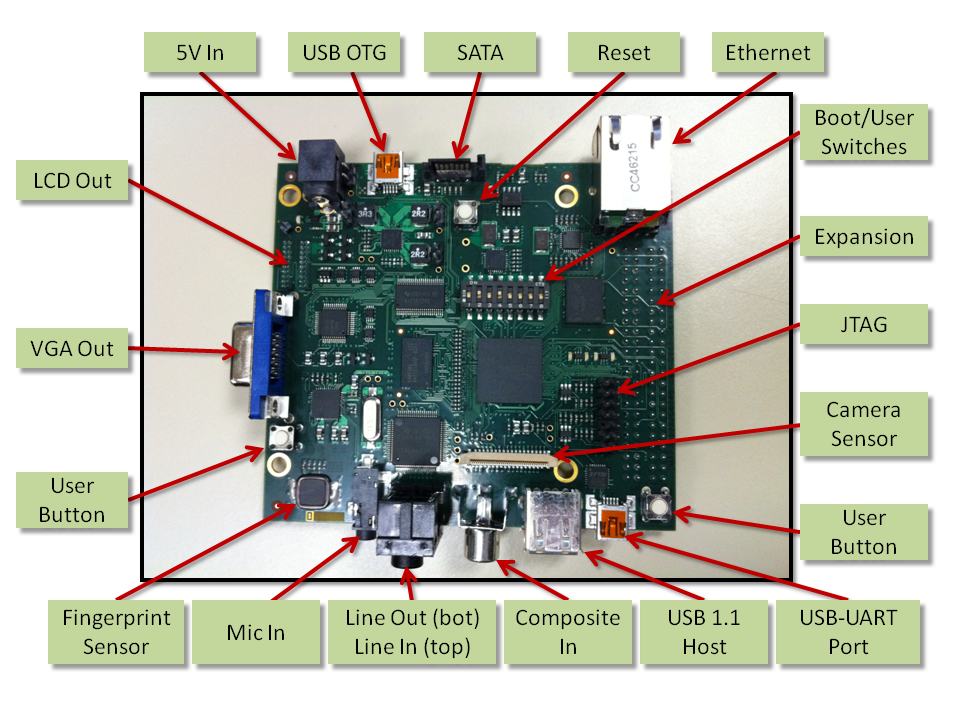 5V In
USB OTG
SATA
Reset
Ethernet
Boot/User
Switches
LCD Out
CC46215
3R3
2R2
2R2
Expansion
JTAG
VGA Out
Camera
Sensor
User
Button
User
Button
Fingerprint
Sensor
Mic In
Line Out (bot)
Line In (top)
Composite
In
USB 1.1
Host
USB-UART
Port